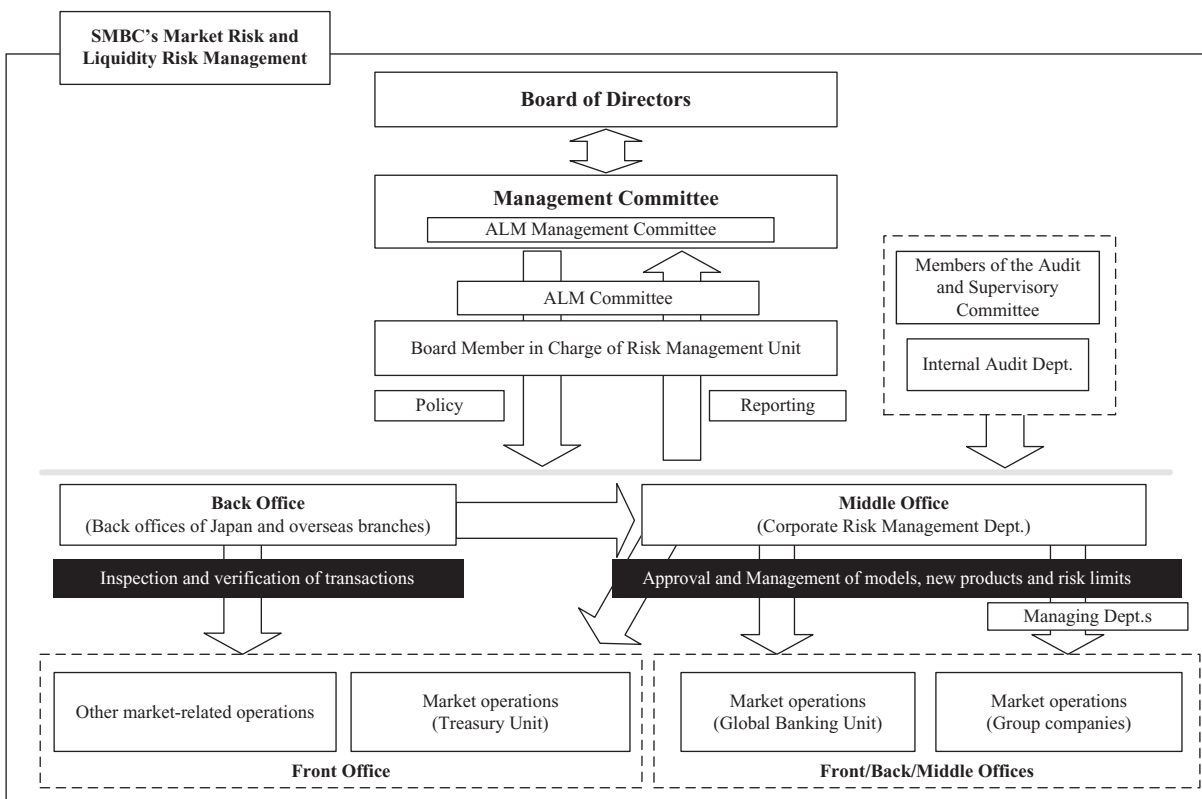 SMBC's Market Risk and
Liquidity Risk Management
Board of Directors
Management Committee
ALM Management Committee
ALM Committee
Board Member in Charge of Risk Management Unit
Policy
Reporting
Members of the Audit
and Supervisory
Committee
Internal Audit Dept.
Back Office
(Back offices of Japan and overseas branches)
Middle Office
(Corporate Risk Management Dept.)
Inspection and verification of transactions
Approval and Management of models, new products and risk limits
Managing Dept.s
Other market-related operations
Market operations
(Treasury Unit)
Front Office
Market operations
(Global Banking Unit)
Market operations
(Group companies)
Front/Back/Middle Offices